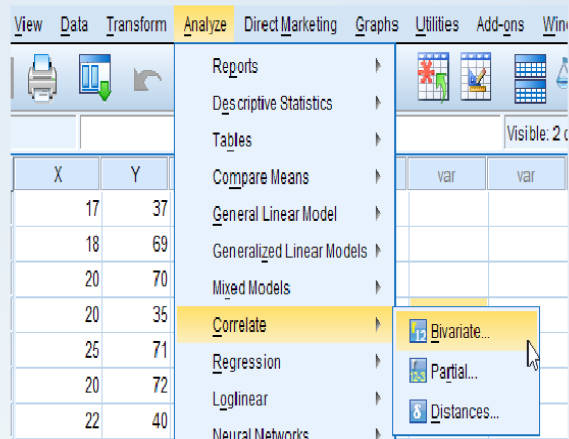 View Data Transform Analyze Direct Marketing Graphs Utilities Add-ons
Reports
Descriptive Statistics
Tables
Visible: 2
Compare Means
X Y var var
17 37
General Linear Model
18 69
Generalized Linear Models
20 70
Mixed Models
20 35
Correlate
Bivariate...
25 71
Regression
Partial...
20 72
Loglinear
Distances...
22 40
Neural Networks